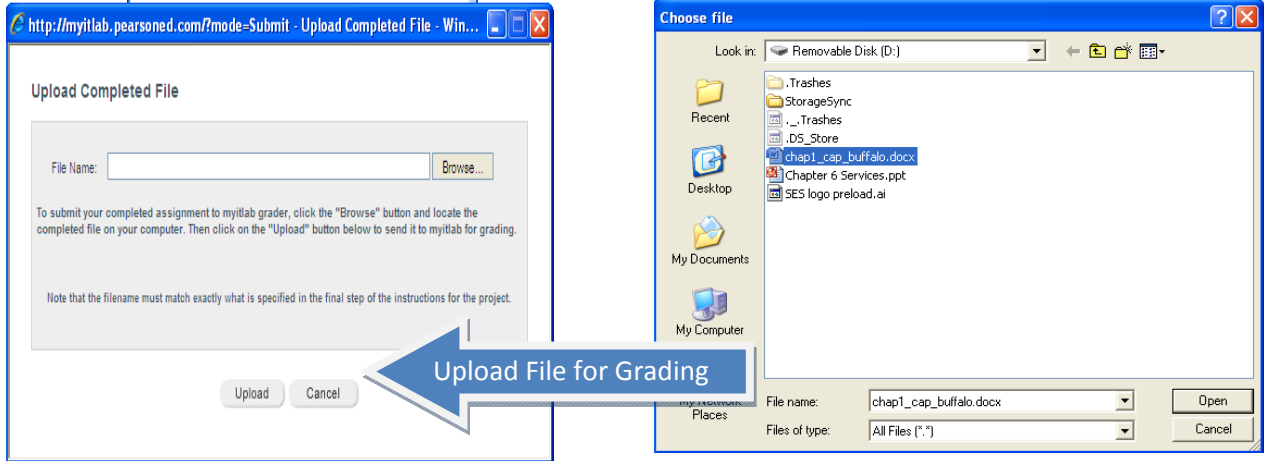 http://myitlab.pearsoned.com/?mode=Submit - Upload Completed File - Win...
Upload Completed File
File Name:
Browse...
To submit your completed assignment to myitlab grader, click the "Browse" button and locate the
completed file on your computer. Then click on the "Upload" button below to send it to myitlab for grading.
Note that the filename must match exactly what is specified in the final step of the instructions for the project.
Upload
Cancel
Upload File for Grading
Choose file
Look in:
Removable Disk (D:)
Recent
Desktop
My Documents
My Computer
My Network
Places
.Trashes
StorageSync
._.Trashes
.DS_Store
chap1_cap_buffalo.docx
Chapter 6 Services.ppt
SES logo preload.ai
File name:
chap1_cap_buffalo.docx
Open
Files of type:
All Files (*.*)
Cancel